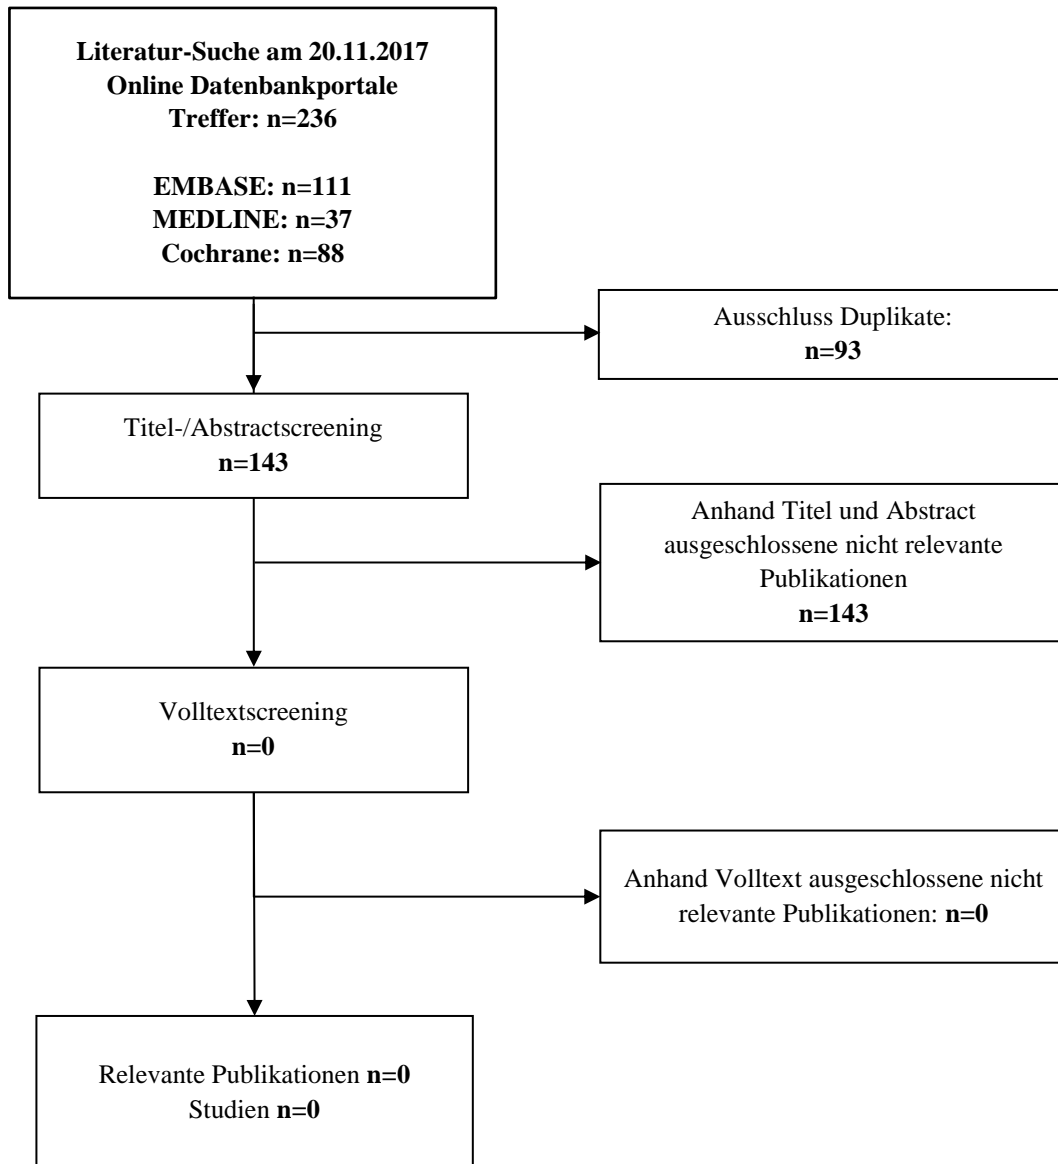 Literatur-Suche am 20.11.2017
Online Datenbankportale
Treffer: n=236
EMBASE: n=111
MEDLINE: n=37
Cochrane: n=88
Ausschluss Duplikate:
n=93
Titel-/Abstractscreening
n=143
Anhand Titel und Abstract
ausgeschlossene nicht relevante
Publikationen
n=143
Volltextscreening
n=0
Anhand Volltext ausgeschlossene nicht
relevante Publikationen: n=0
Relevante Publikationen n=0
Studien n=0